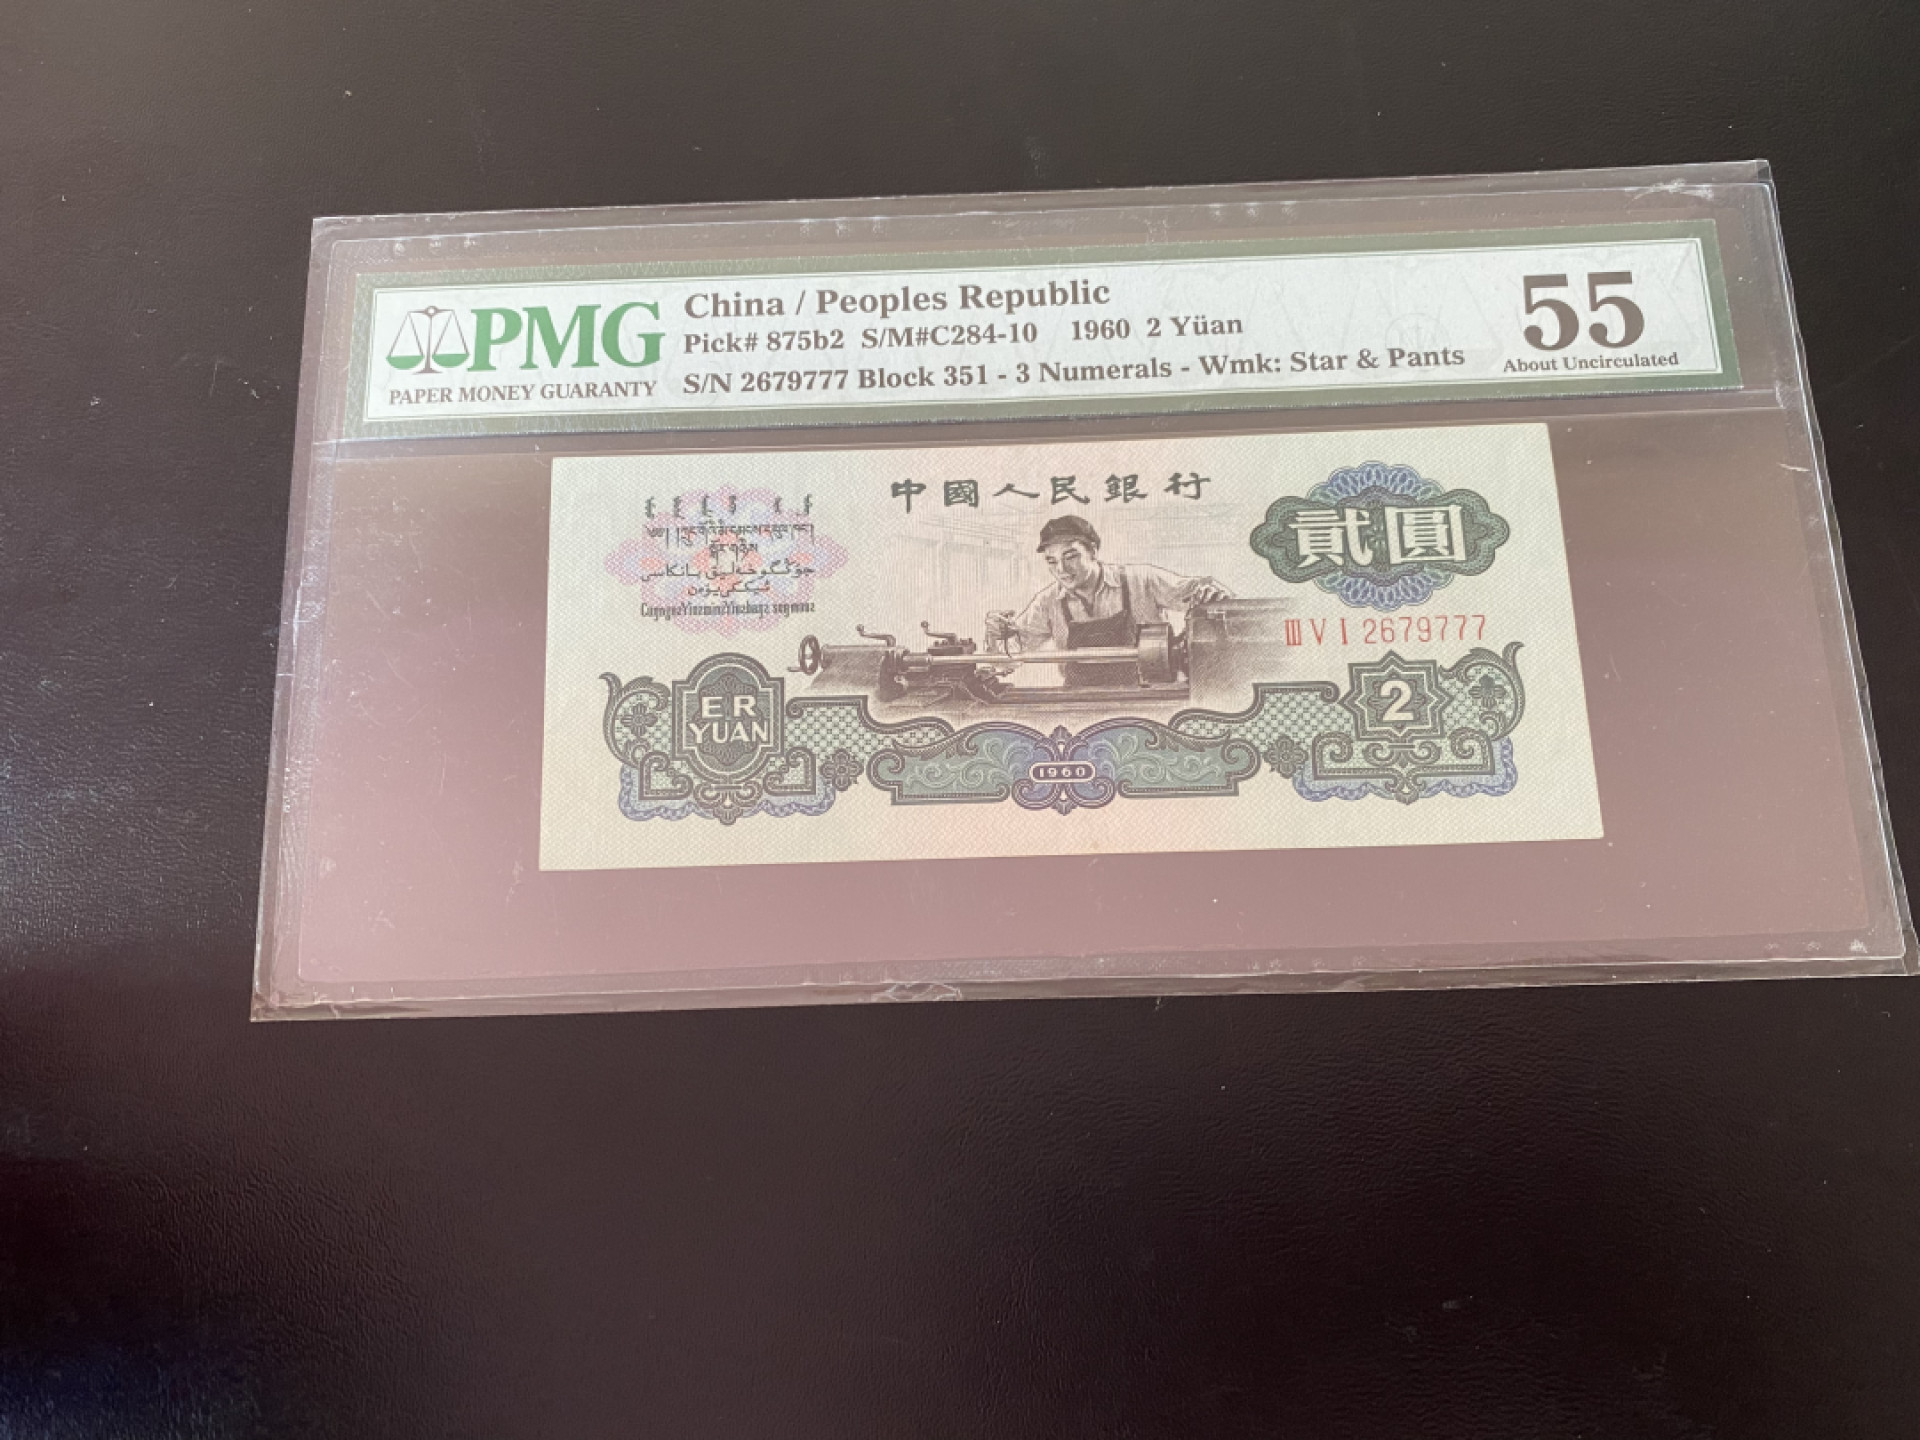 PMG
PAPER MONEY GUARANTY
China / Peoples Republic
Pick# 875b2 S/M#C284-10 1960 2 Yüan
S/N 2679777 Block 351 - 3 Numerals - Wmk: Star & Pants
55
About Uncirculated
中國人民銀行
貳圓
Ⅲ Ⅴ Ⅰ 2679777
ER
YUAN
2
1960